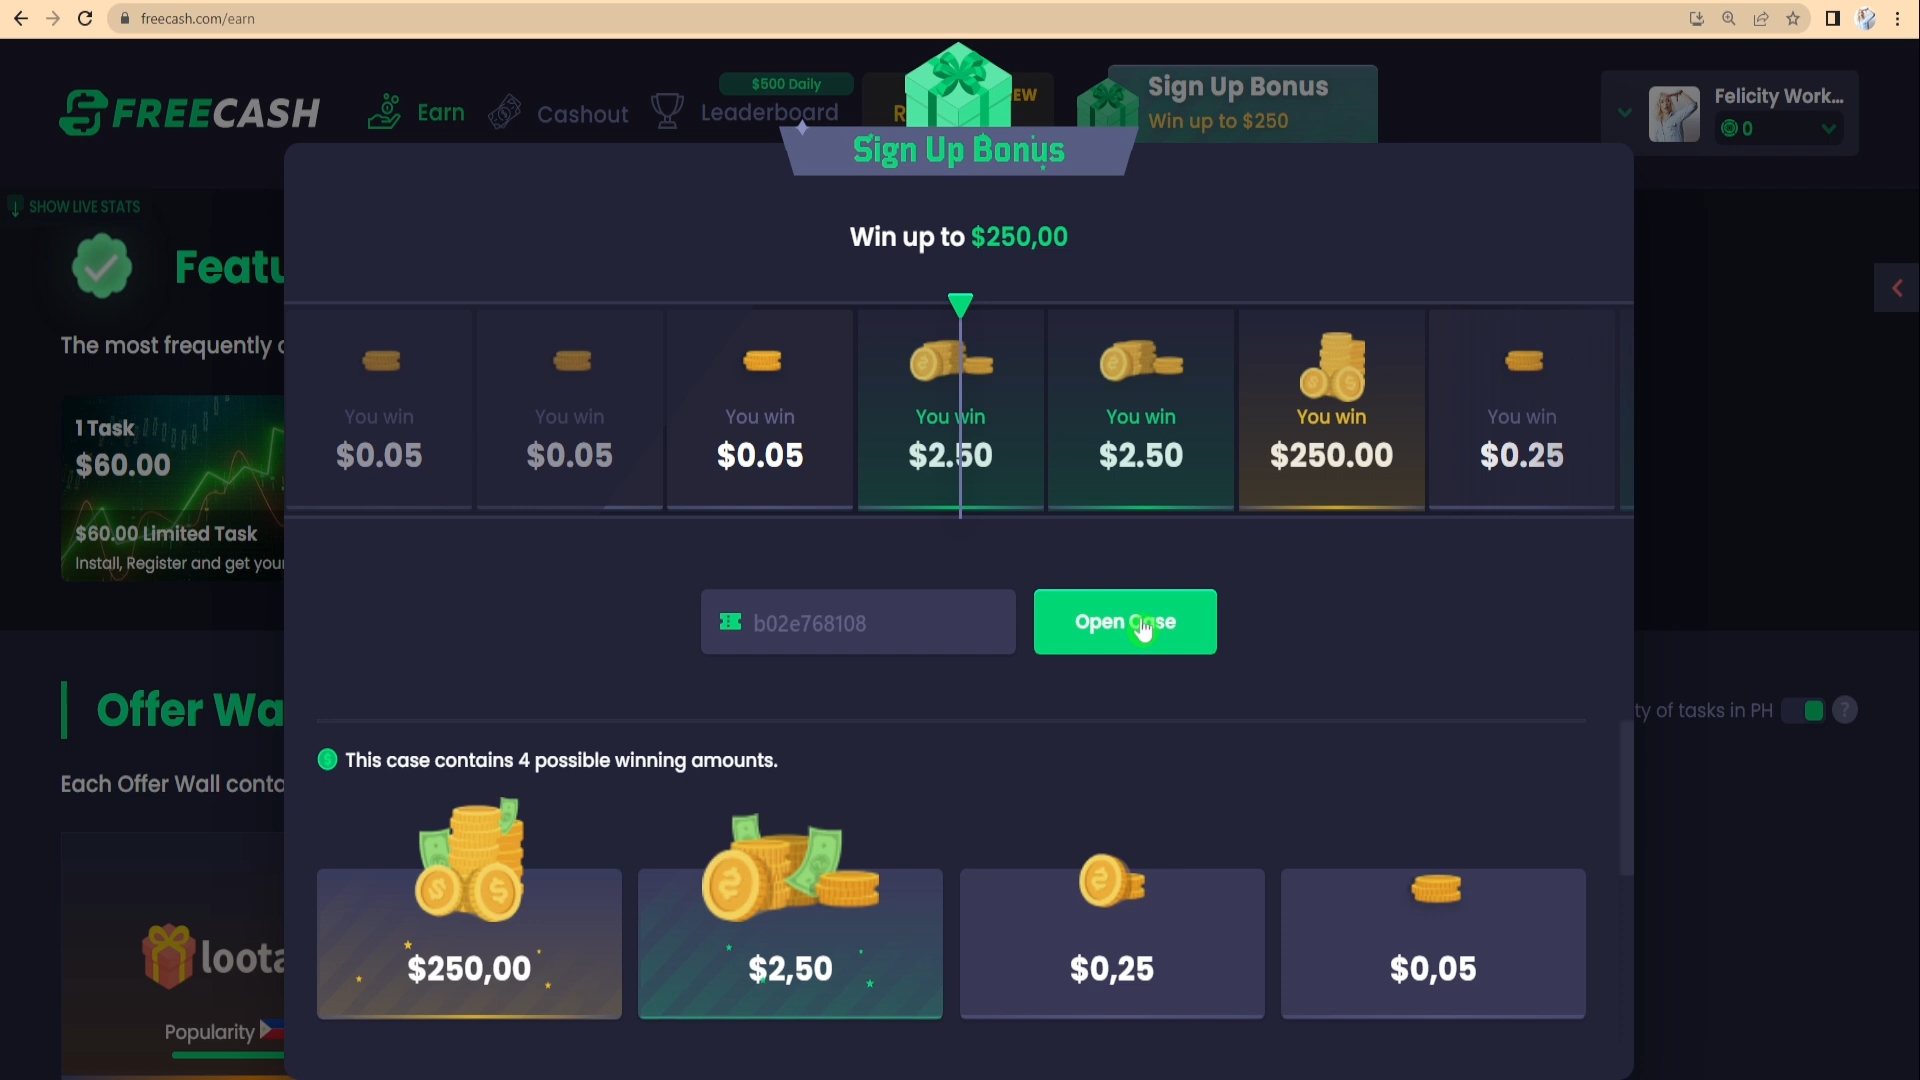 freecash.com/earn
FREECASH
Earn
Cashout
$500 Daily
Leaderboard
R
EW
Sign Up Bonus
Win up to $250
Felicity Work...
0
Sign Up Bonus
SHOW LIVE STATS
Featu
The most frequently
1 Task
$60.00
$60.00 Limited Task
Install, Register and get your
Win up to $250,00
You win
$0.05
You win
$0.05
You win
$0.05
You win
$2.50
You win
$2.50
You win
$250.00
You win
$0.25
b02e768108
Open Case
Offer Wa
ty of tasks in PH
?
Each Offer Wall conta
This case contains 4 possible winning amounts.
$250,00
$2,50
$0,25
$0,05
loota
Popularity